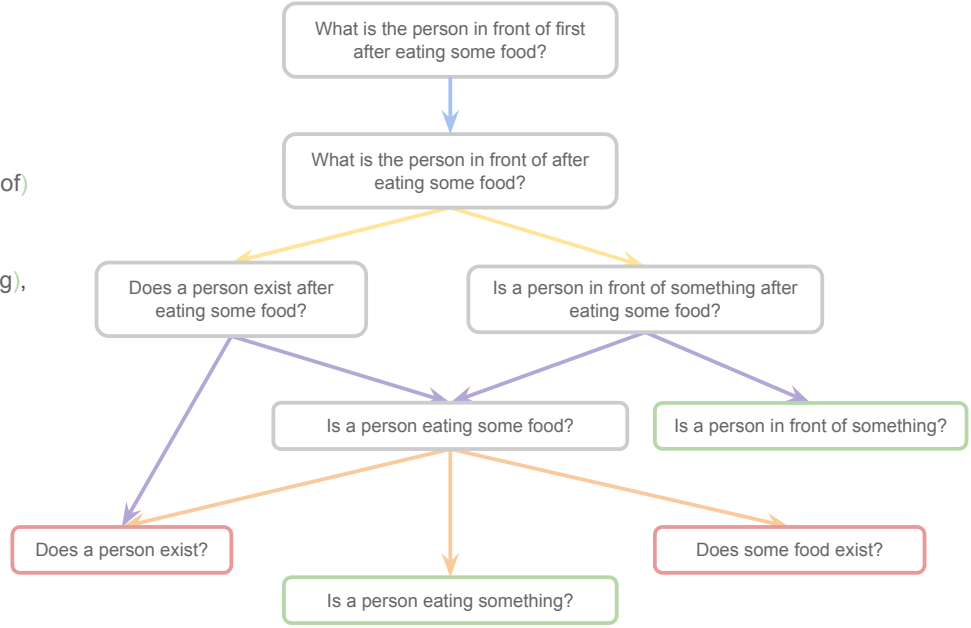 What is the person in front of first
after eating some food?
What is the person in front of after
eating some food?
of)
g),
Does a person exist after
eating some food?
Is a person in front of something after
eating some food?
Is a person eating some food?
Is a person in front of something?
Does a person exist?
Does some food exist?
Is a person eating something?